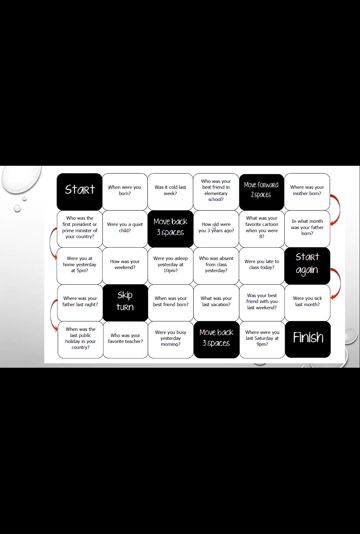 Start
When were you
born?
Was it cold last
week?
Who was your
best friend in
elementary
school?
Move forward
2 spaces
Where was your
mother born?
Who was the
first president or
prime minister of
your country?
Were you a quiet
child?
Move back
3 spaces
How old were
you 3 years ago?
What was your
favorite cartoon
when you were
8?
In what month
was your father
born?
Were you at
home yesterday
at 5pm?
How was your
weekend?
Were you asleep
yesterday at
10pm?
Who was absent
from class
yesterday?
Were you late to
class today?
Start
again
Where was your
father last night?
Skip
turn
When was your
best friend born?
What was your
last vacation?
Was your best
friend with you
last weekend?
Were you sick
last month?
When was the
last public
holiday in your
country?
Who was your
favorite teacher?
Were you busy
yesterday
morning?
Move back
3 spaces
Where were you
last Saturday at
9pm?
Finish